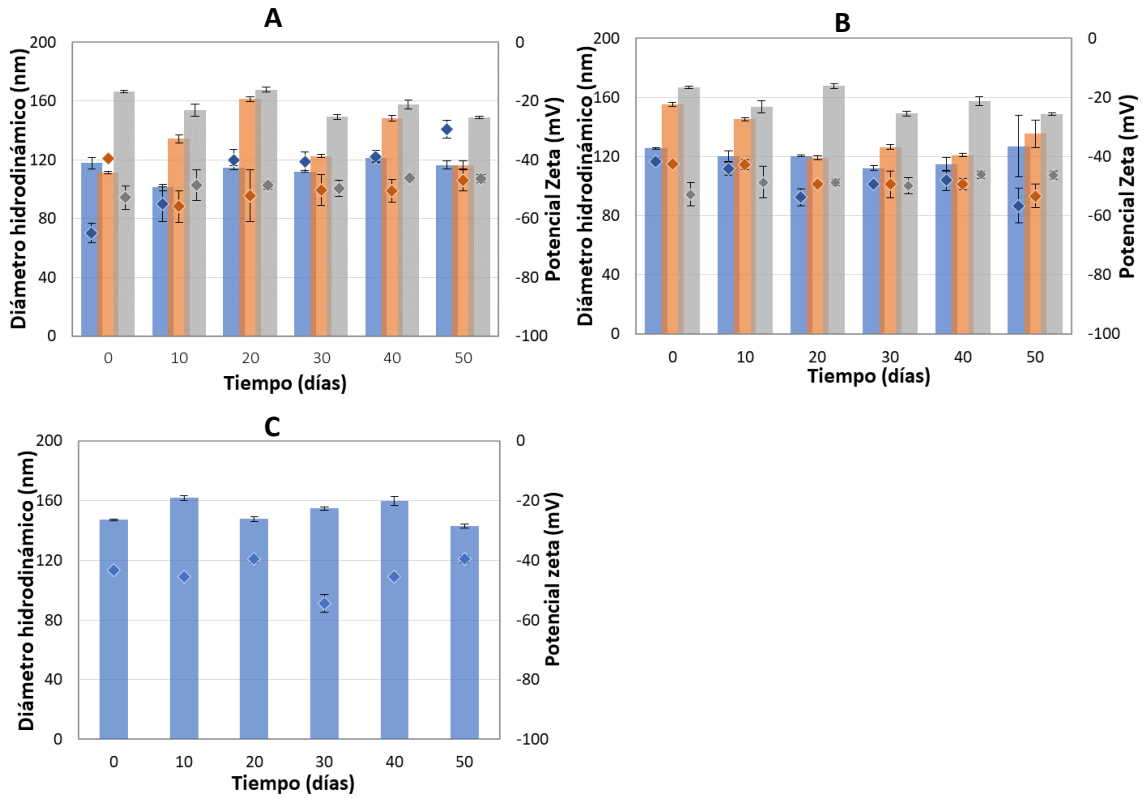 A
Diámetro hidrodinámico (nm)
200
160
120
80
40
0
0
-20
-40
-60
-80
-100
Potencial Zeta (mV)
0 10 20 30 40 50
Tiempo (días)
B
Diámetro hidrodinámico (nm)
200
160
120
80
40
0
0
-20
-40
-60
-80
-100
Potencial Zeta (mV)
0 10 20 30 40 50
Tiempo (días)
C
Diámetro hidrodinámico (nm)
200
160
120
80
40
0
0
-20
-40
-60
-80
-100
Potencial zeta (mV)
0 10 20 30 40 50
Tiempo (días)